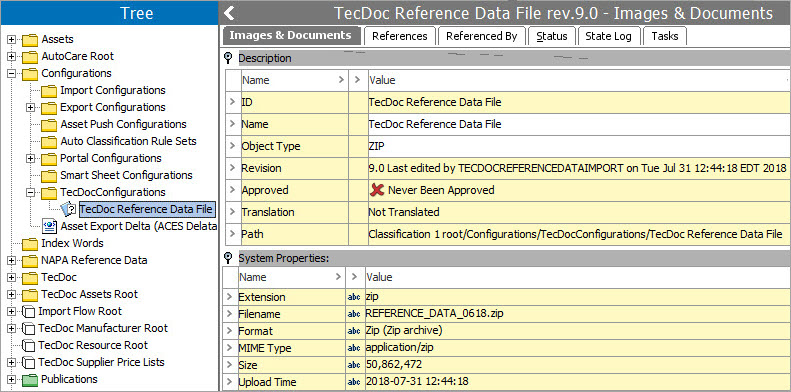 Tree
Assets
AutoCare Root
Configurations
Import Configurations
Export Configurations
Asset Push Configurations
Auto Classification Rule Sets
Portal Configurations
Smart Sheet Configurations
TecDocConfigurations
TecDoc Reference Data File
Asset Export Delta (ACES Delata
Index Words
NAPA Reference Data
TecDoc
TecDoc Assets Root
Import Flow Root
TecDoc Manufacturer Root
TecDoc Resource Root
TecDoc Supplier Price Lists
Publications
TecDoc Reference Data File rev.9.0 - Images & Documents
Images & Documents References Referenced By Status State Log Tasks
Description
Name > > Value
ID TecDoc Reference Data File
Name TecDoc Reference Data File
Object Type ZIP
Revision 9.0 Last edited by TECDOCREFERENCEDATAIMPORT on Tue Jul 31 12:44:18 EDT 2018
Approved Never Been Approved
Translation Not Translated
Path Classification 1 root/Configurations/TecDocConfigurations/TecDoc Reference Data File
System Properties:
Name > > Value
Extension abc zip
Filename abc REFERENCE_DATA_0618.zip
Format abc Zip (Zip archive)
MIME Type abc application/zip
Size abc 50,862,472
Upload Time abc 2018-07-31 12:44:18